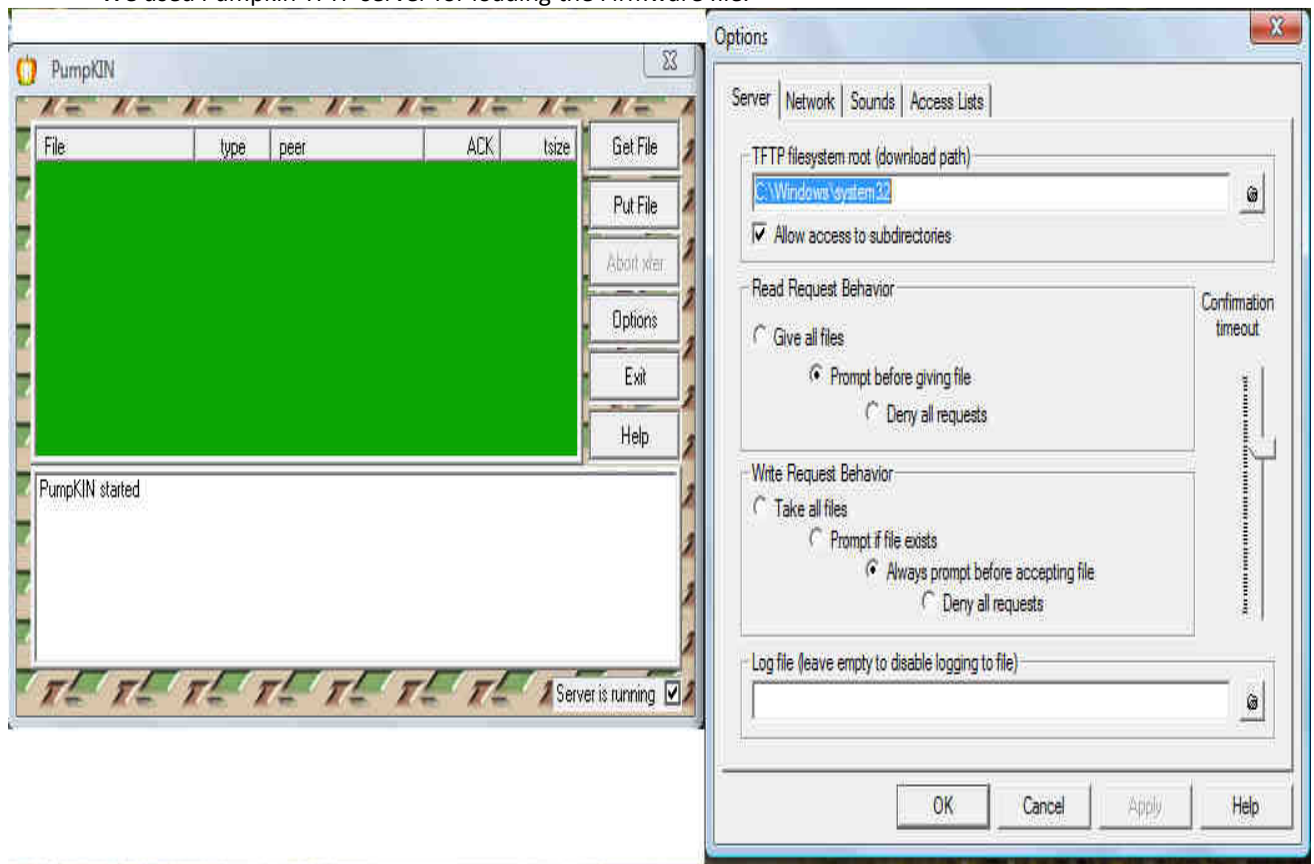 PumpKIN
File type peer ACK tsize
Get File
Put File
Abort xfer
Options
Exit
Help
PumpKIN started
Server is running
Options
Server Network Sounds Access Lists
TFTP filesystem root (download path)
C:\Windows\system32
Allow access to subdirectories
Read Request Behavior
Give all files
Prompt before giving file
Deny all requests
Confirmation
timeout
Write Request Behavior
Take all files
Prompt if file exists
Always prompt before accepting file
Deny all requests
Log file (leave empty to disable logging to file)
OK Cancel Apply Help